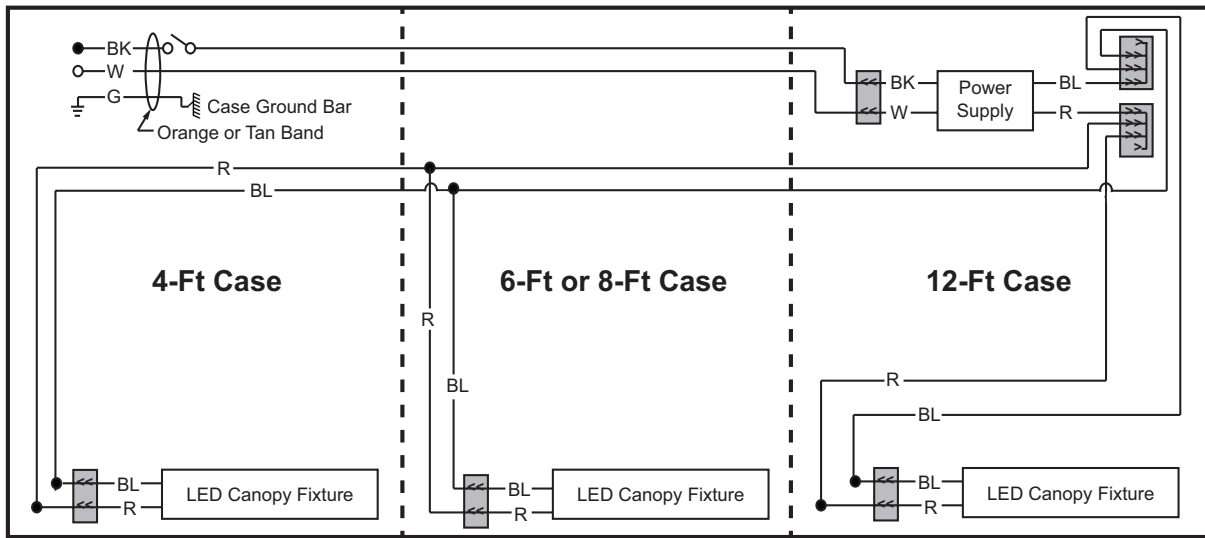 BK
W
G
Case Ground Bar
Orange or Tan Band
BK
W
Power
Supply
BL
R
R
BL
4-Ft Case
6-Ft or 8-Ft Case
12-Ft Case
R
BL
R
BL
BL
R
LED Canopy Fixture
BL
R
LED Canopy Fixture
BL
R
LED Canopy Fixture